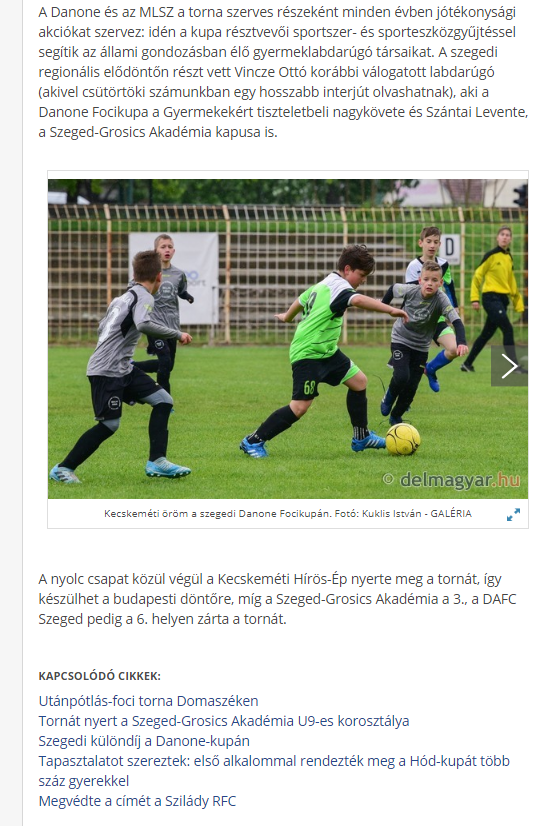 A Danone és az MLSZ a torna szerves részeként minden évben jótékonysági
akciókat szervez: idén a kupa résztvevői sportszer- és sporteszközgyűjtéssel
segítik az állami gondozásban élő gyermeklabdarúgó társaikat. A szegedi
regionális elődöntőn részt vett Vincze Ottó korábbi válogatott labdarúgó
(akivel csütörtöki számunkban egy hosszabb interjút olvashatnak), aki a
Danone Focikupa a Gyermekekért tiszteletbeli nagykövete és Szántai Levente,
a Szeged-Grosics Akadémia kapusa is.
D
68
© delmagyar.hu
Kecskeméti öröm a szegedi Danone Focikupán. Fotó: Kuklis István - GALÉRIA
A nyolc csapat közül végül a Kecskeméti Hírös-Ép nyerte meg a tornát, így
készülhet a budapesti döntőre, míg a Szeged-Grosics Akadémia a 3., a DAFC
Szeged pedig a 6. helyen zárta a tornát.
KAPCSOLÓDÓ CIKKEK:
Utánpótlás-foci torna Domaszéken
Tornát nyert a Szeged-Grosics Akadémia U9-es korosztálya
Szegedi különdíj a Danone-kupán
Tapasztalatot szereztek: első alkalommal rendezték meg a Hód-kupát több
száz gyerekkel
Megvédte a címét a Szilády RFC